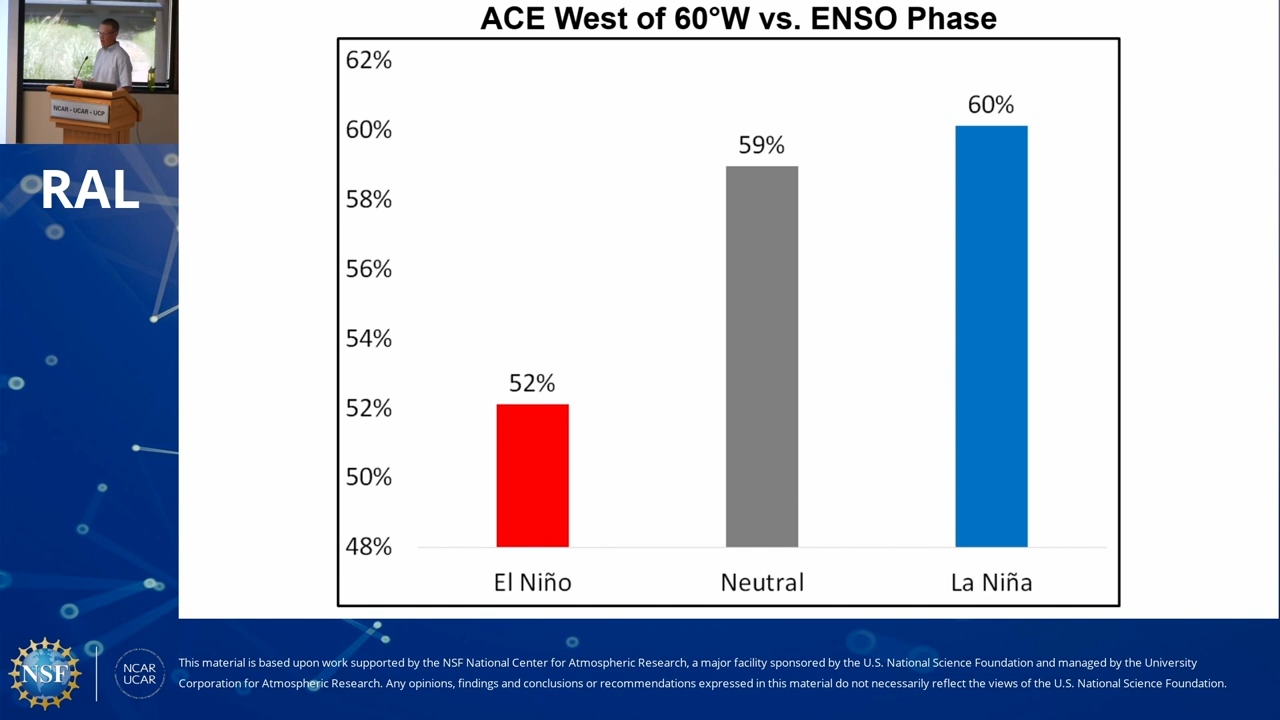 ACE West of 60°W vs. ENSO Phase
62%
60%
58%
56%
54%
52%
50%
48%
52%
59%
60%
El Niño Neutral La Niña
NCAR • UCAR • UCP
RAL
NSF
NCAR
UCAR
This material is based upon work supported by the NSF National Center for Atmospheric Research, a major facility sponsored by the U.S. National Science Foundation and managed by the University
Corporation for Atmospheric Research. Any opinions, findings and conclusions or recommendations expressed in this material do not necessarily reflect the views of the U.S. National Science Foundation.